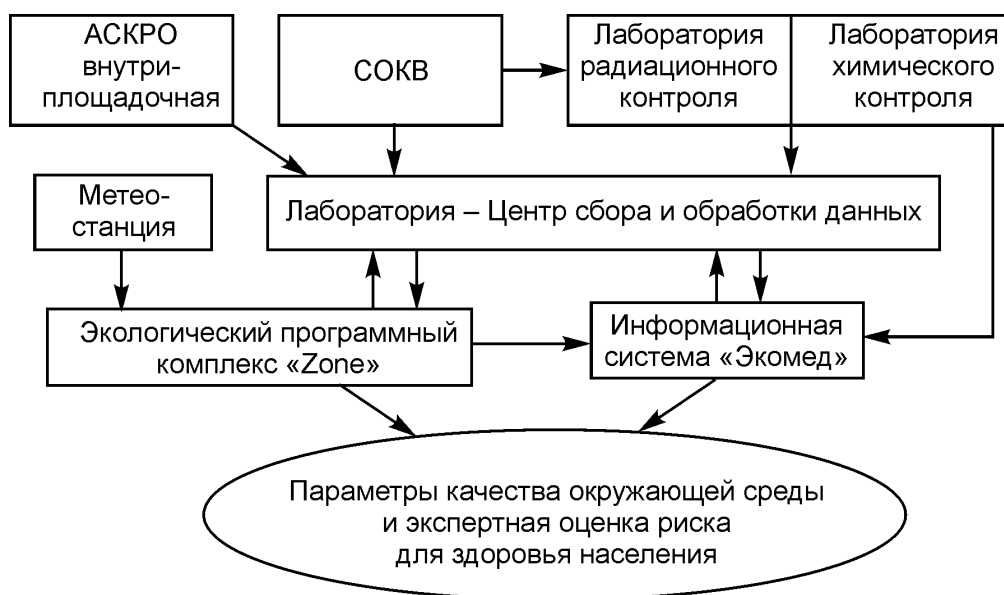 АСКРО
внутри-
площадочная
СОКВ
Лаборатория
радиационного
контроля
Лаборатория
химического
контроля
Метео-
станция
Лаборатория – Центр сбора и обработки данных
Экологический программный
комплекс «Zone»
Информационная
система «Экомед»
Параметры качества окружающей среды
и экспертная оценка риска
для здоровья населения